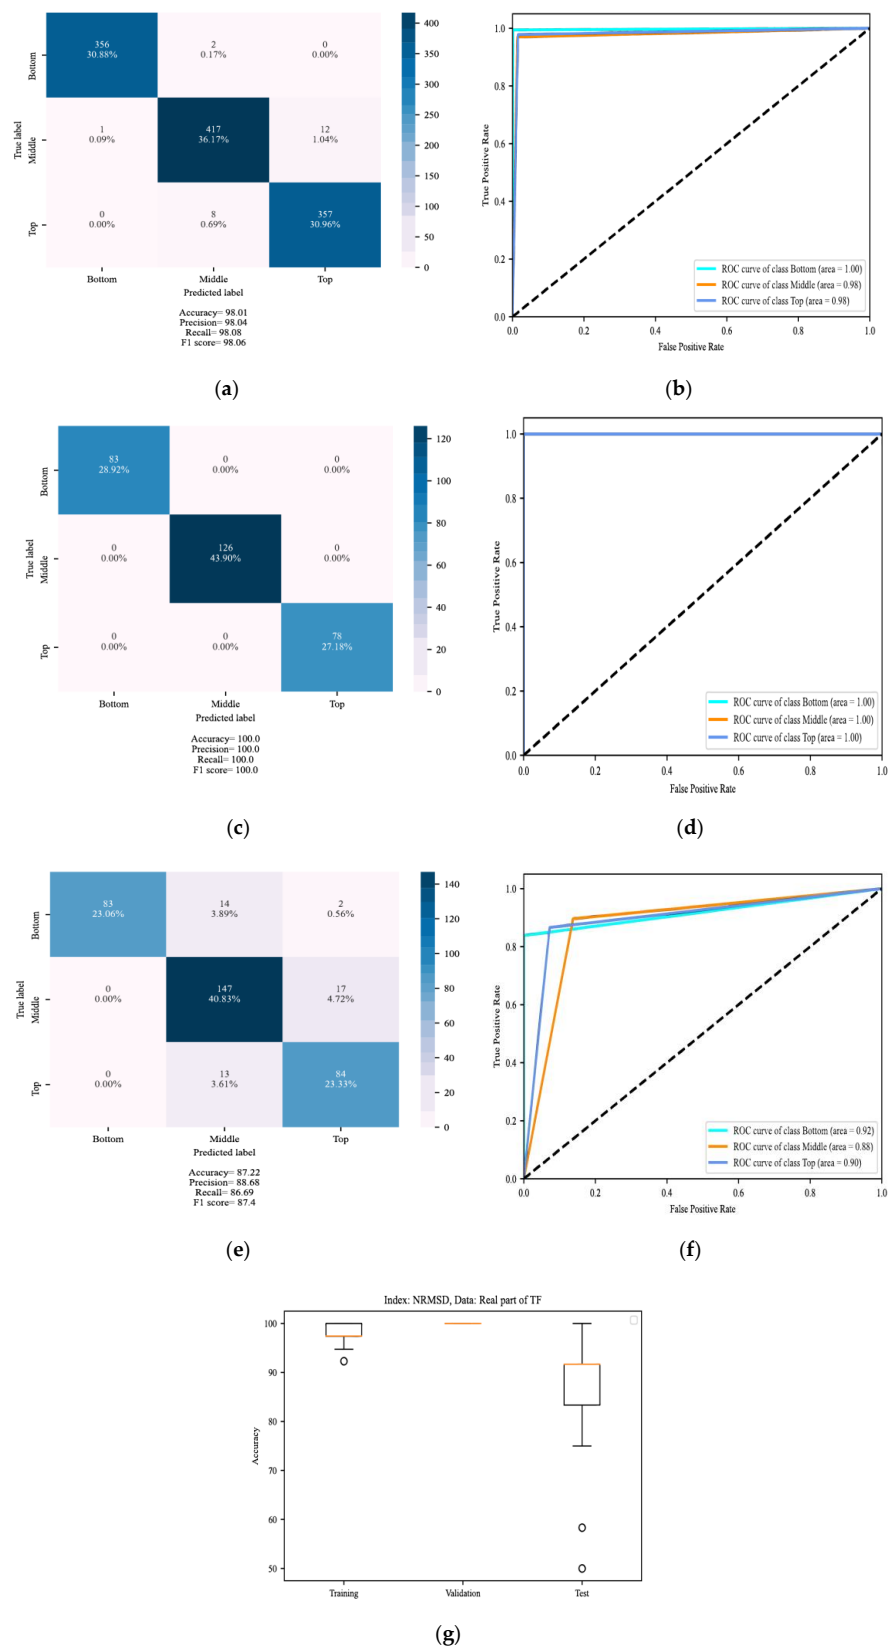 400
350
300
250
200
150
100
50
0
Bottom
356
30.88%
2
0.17%
0
0.00%
True label
Middle
1
0.09%
417
36.17%
12
1.04%
Top
0
0.00%
8
0.69%
357
30.96%
Bottom Middle Top
Predicted label
Accuracy= 98.01
Precision= 98.04
Recall= 98.08
F1 score= 98.06
(a)
1.0
0.8
0.6
0.4
0.2
0.0
True Positive Rate
ROC curve of class Bottom (area = 1.00)
ROC curve of class Middle (area = 0.98)
ROC curve of class Top (area = 0.98)
0.0 0.2 0.4 0.6 0.8 1.0
False Positive Rate
(b)
120
100
80
60
40
20
0
Bottom
83
28.92%
0
0.00%
0
0.00%
True label
Middle
0
0.00%
126
43.90%
0
0.00%
Top
0
0.00%
0
0.00%
78
27.18%
Bottom Middle Top
Predicted label
Accuracy= 100.0
Precision= 100.0
Recall= 100.0
F1 score= 100.0
(c)
1.0
0.8
0.6
0.4
0.2
0.0
True Positive Rate
ROC curve of class Bottom (area = 1.00)
ROC curve of class Middle (area = 1.00)
ROC curve of class Top (area = 1.00)
0.0 0.2 0.4 0.6 0.8 1.0
False Positive Rate
(d)
140
120
100
80
60
40
20
0
Bottom
83
23.06%
14
3.89%
2
0.56%
True label
Middle
0
0.00%
147
40.83%
17
4.72%
Top
0
0.00%
13
3.61%
84
23.33%
Bottom Middle Top
Predicted label
Accuracy= 87.22
Precision= 88.68
Recall= 86.69
F1 score= 87.4
(e)
1.0
0.8
0.6
0.4
0.2
0.0
True Positive Rate
ROC curve of class Bottom (area = 0.92)
ROC curve of class Middle (area = 0.88)
ROC curve of class Top (area = 0.90)
0.0 0.2 0.4 0.6 0.8 1.0
False Positive Rate
(f)
Index: NRMSD, Data: Real part of TF
100
90
80
70
60
50
Accuracy
Training Validation Test
(g)